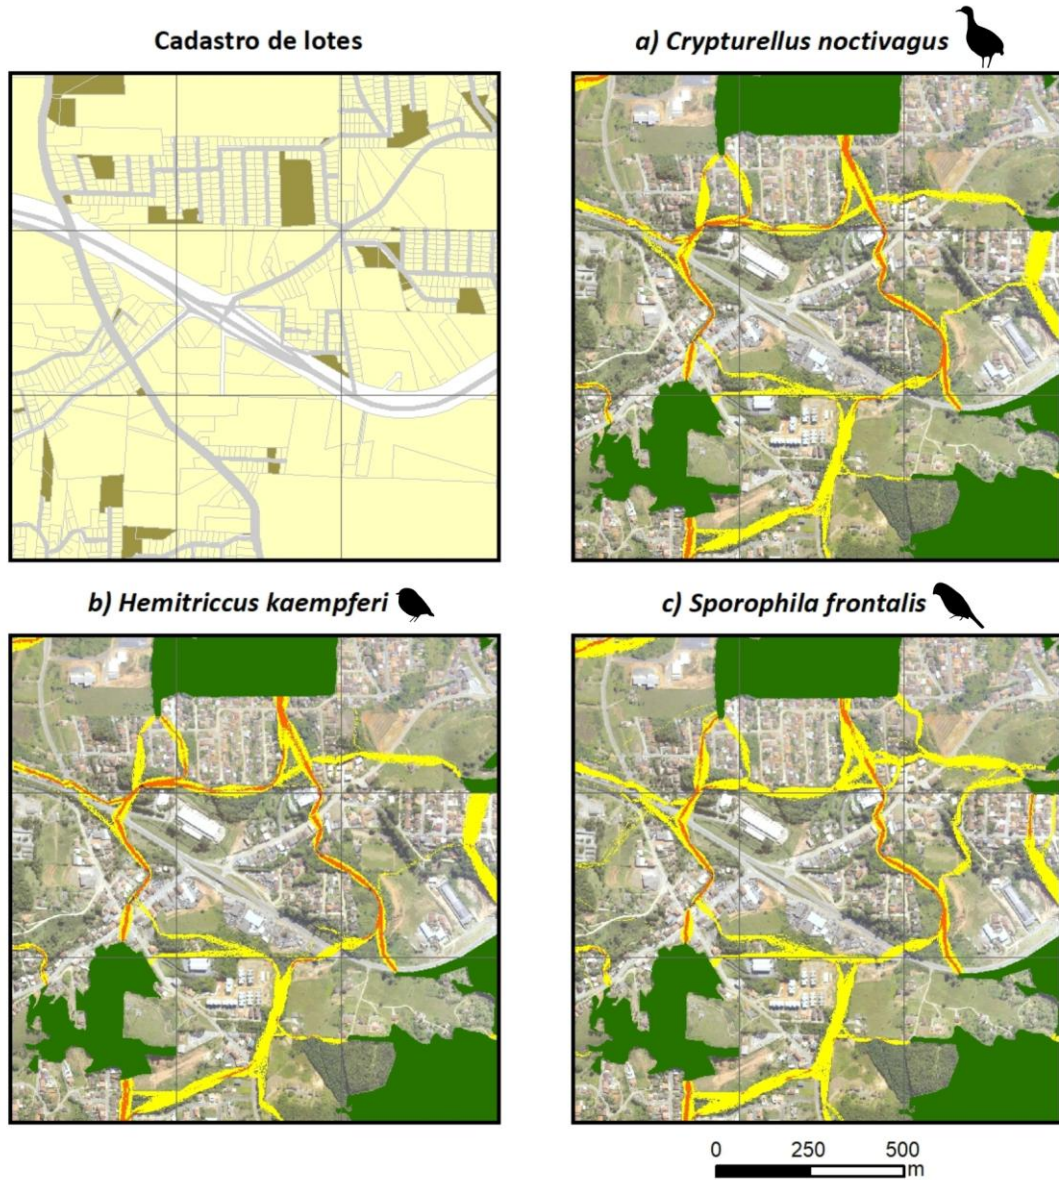 Cadastro de lotes
a) Crypturellus noctivagus
b) Hemitriccus kaempferi
c) Sporophila frontalis
0 250 500
m